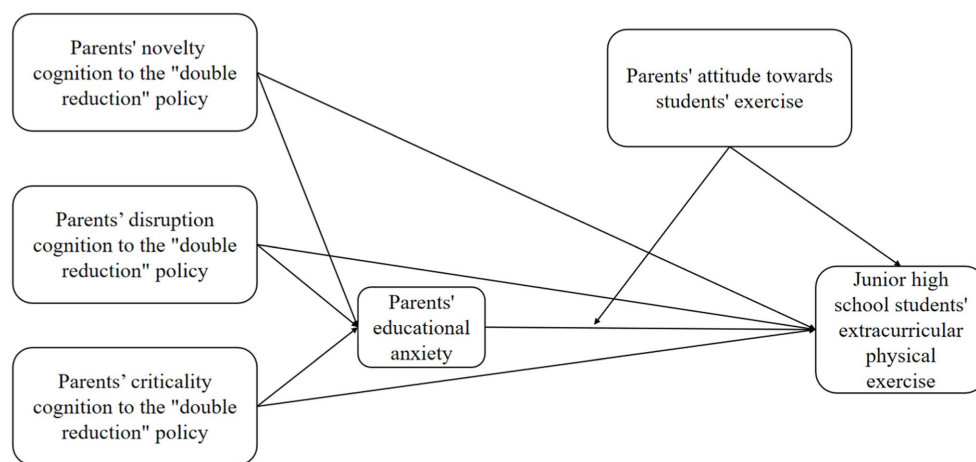 Parents' novelty
cognition to the "double
reduction" policy
Parents' attitude towards
students' exercise
Parents’ disruption
cognition to the "double
reduction" policy
Parents'
educational
anxiety
Junior high
school students'
extracurricular
physical
exercise
Parents’ criticality
cognition to the "double
reduction" policy